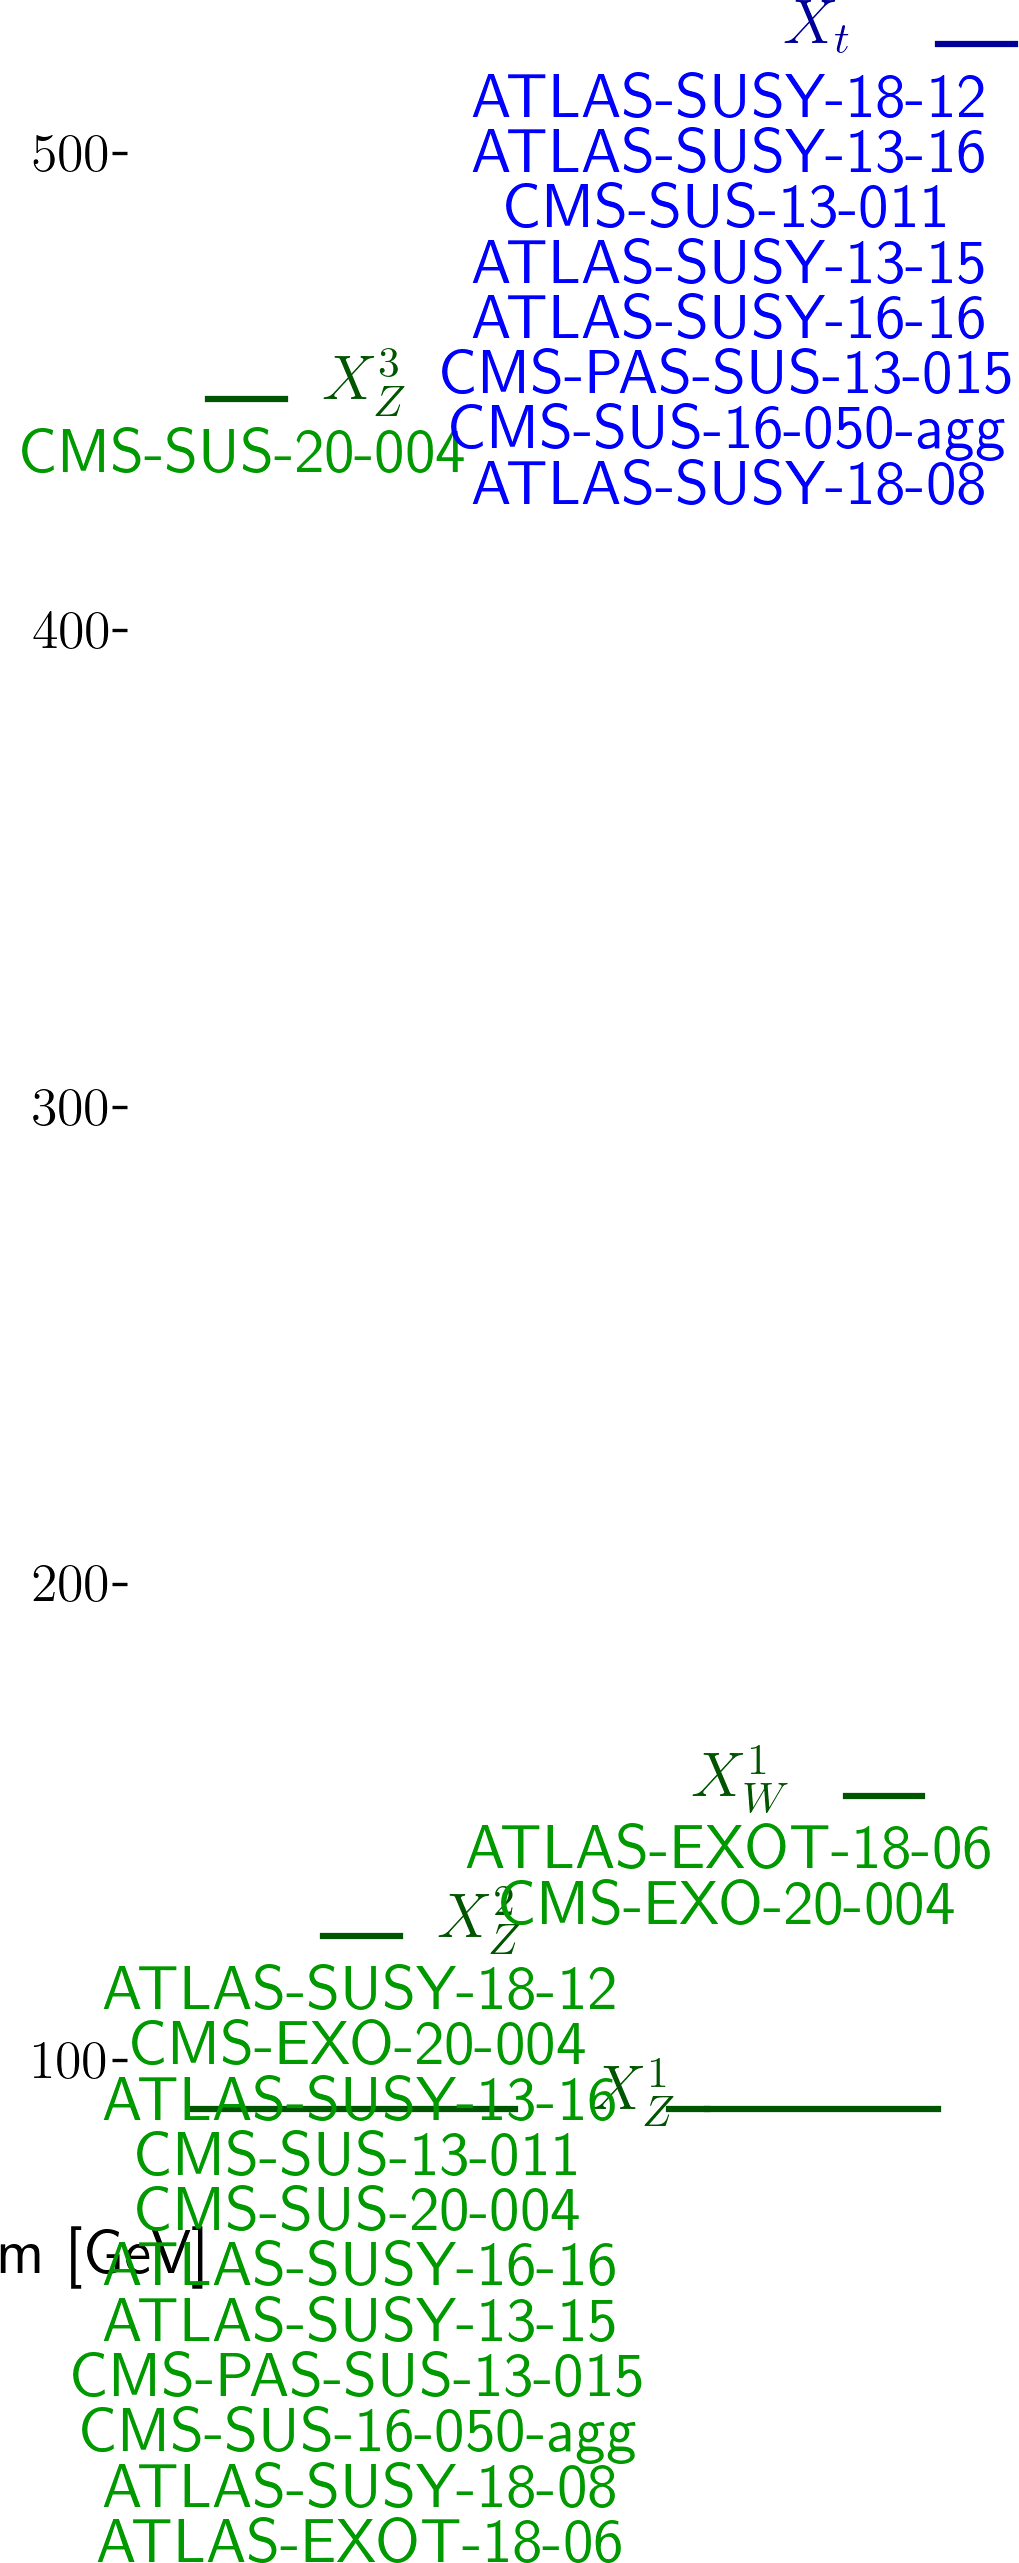 X_t
ATLAS-SUSY-18-12
500-
ATLAS-SUSY-13-16
CMS-SUS-13-011
ATLAS-SUSY-13-15
ATLAS-SUSY-16-16
X_Z^3
CMS-PAS-SUS-13-015
CMS-SUS-20-004
CMS-SUS-16-050-agg
ATLAS-SUSY-18-08
400-
300-
200-
X_W^1
ATLAS-EXOT-18-06
CMS-EXO-20-004
X_Z^2
ATLAS-SUSY-18-12
CMS-EXO-20-004
100-
X_Z^1
ATLAS-SUSY-13-16
CMS-SUS-13-011
CMS-SUS-20-004
m [GeV]
ATLAS-SUSY-16-16
ATLAS-SUSY-13-15
CMS-PAS-SUS-13-015
CMS-SUS-16-050-agg
ATLAS-SUSY-18-08
ATLAS-EXOT-18-06